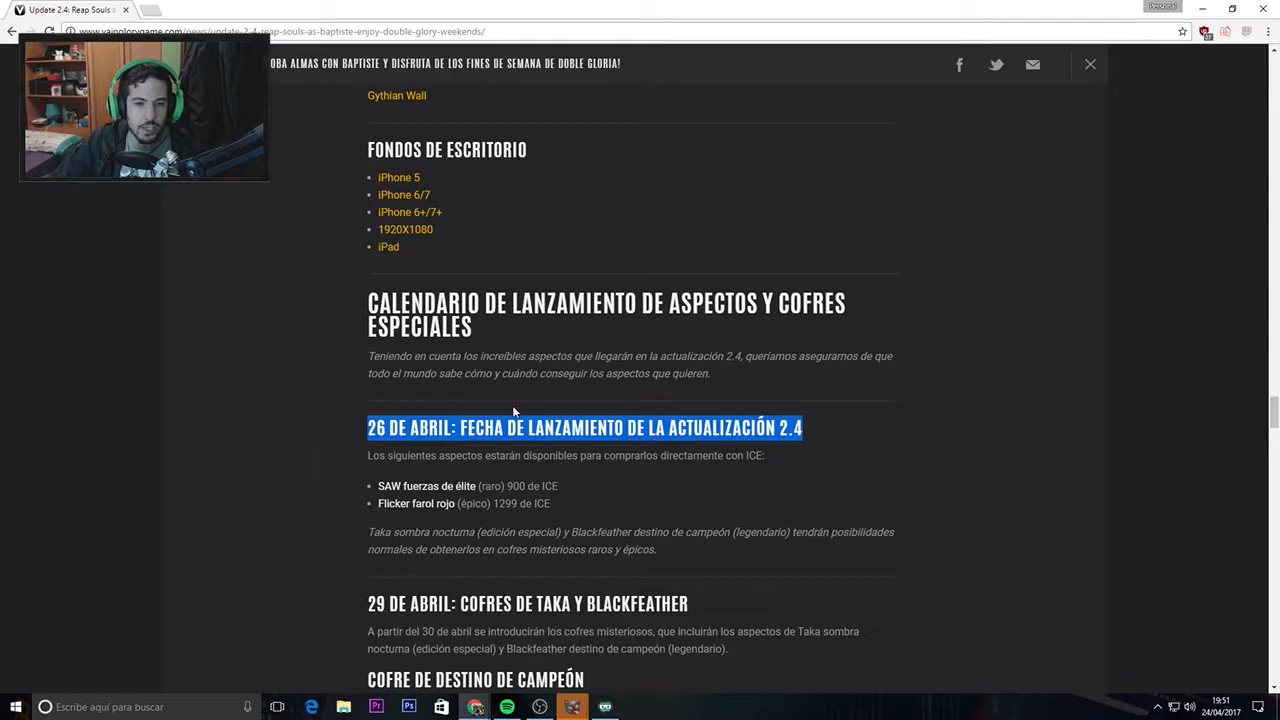 Update 2.4: Reap Souls a
Personal
www.vainglorygame.com/news/update-2-4-reap-souls-as-baptiste-enjoy-double-glory-weekends/
27
OBA ALMAS CON BAPTISTE Y DISFRUTA DE LOS FINES DE SEMANA DE DOBLE GLORIA!
Gythian Wall
FONDOS DE ESCRITORIO
iPhone 5
iPhone 6/7
iPhone 6+/7+
1920X1080
iPad
CALENDARIO DE LANZAMIENTO DE ASPECTOS Y COFRES
ESPECIALES
Teniendo en cuenta los increíbles aspectos que llegarán en la actualización 2.4, queríamos asegurarnos de que
todo el mundo sabe cómo y cuándo conseguir los aspectos que quieren.
26 DE ABRIL: FECHA DE LANZAMIENTO DE LA ACTUALIZACIÓN 2.4
Los siguientes aspectos estarán disponibles para comprarlos directamente con ICE:
SAW fuerzas de élite (raro) 900 de ICE
Flicker farol rojo (épico) 1299 de ICE
Taka sombra nocturna (edición especial) y Blackfeather destino de campeón (legendario) tendrán posibilidades
normales de obtenerlos en cofres misteriosos raros y épicos.
29 DE ABRIL: COFRES DE TAKA Y BLACKFEATHER
A partir del 30 de abril se introducirán los cofres misteriosos, que incluirán los aspectos de Taka sombra
nocturna (edición especial) y Blackfeather destino de campeón (legendario).
COFRE DE DESTINO DE CAMPEÓN
Escribe aquí para buscar
Pr
Ps
19:51
24/04/2017